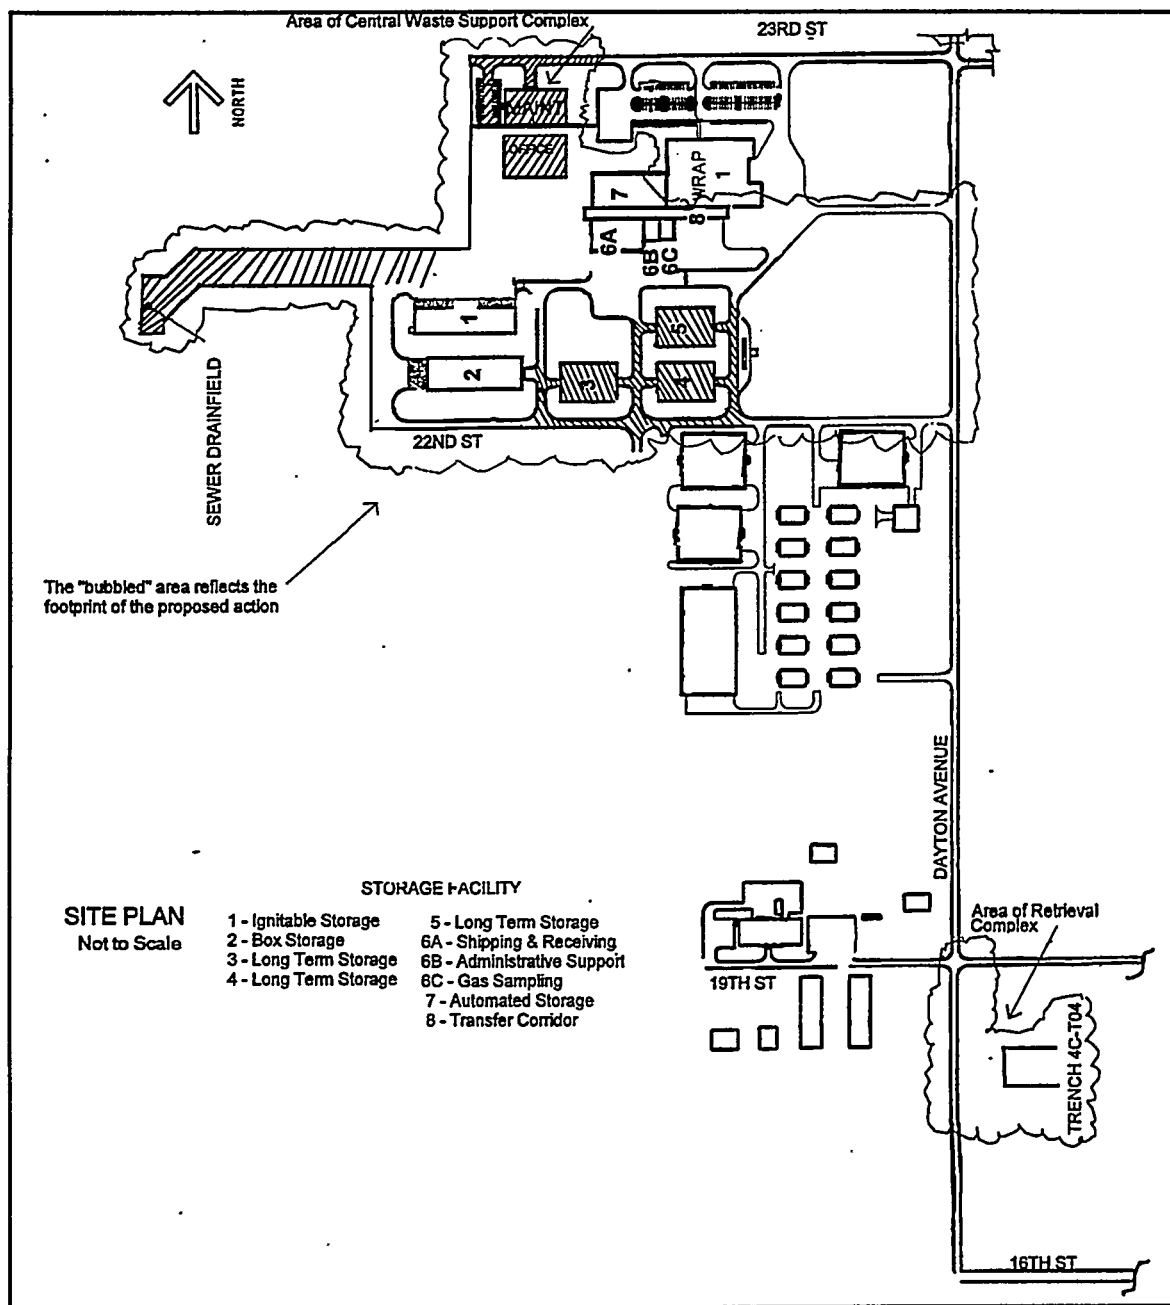 Area of Central Waste Support Complex
23RD ST
NORTH
MAINT
OFFICE
WRAP
1
7
8
6A
6B
6C
1
5
2
3
4
22ND ST
SEWER DRAINFIELD
The "bubbled" area reflects the
footprint of the proposed action
DAYTON AVENUE
STORAGE FACILITY
SITE PLAN
Not to Scale
1 - Ignitable Storage
2 - Box Storage
3 - Long Term Storage
4 - Long Term Storage
5 - Long Term Storage
6A - Shipping & Receiving
6B - Administrative Support
6C - Gas Sampling
7 - Automated Storage
8 - Transfer Corridor
Area of Retrieval
Complex
19TH ST
TRENCH 4C-T04
16TH ST